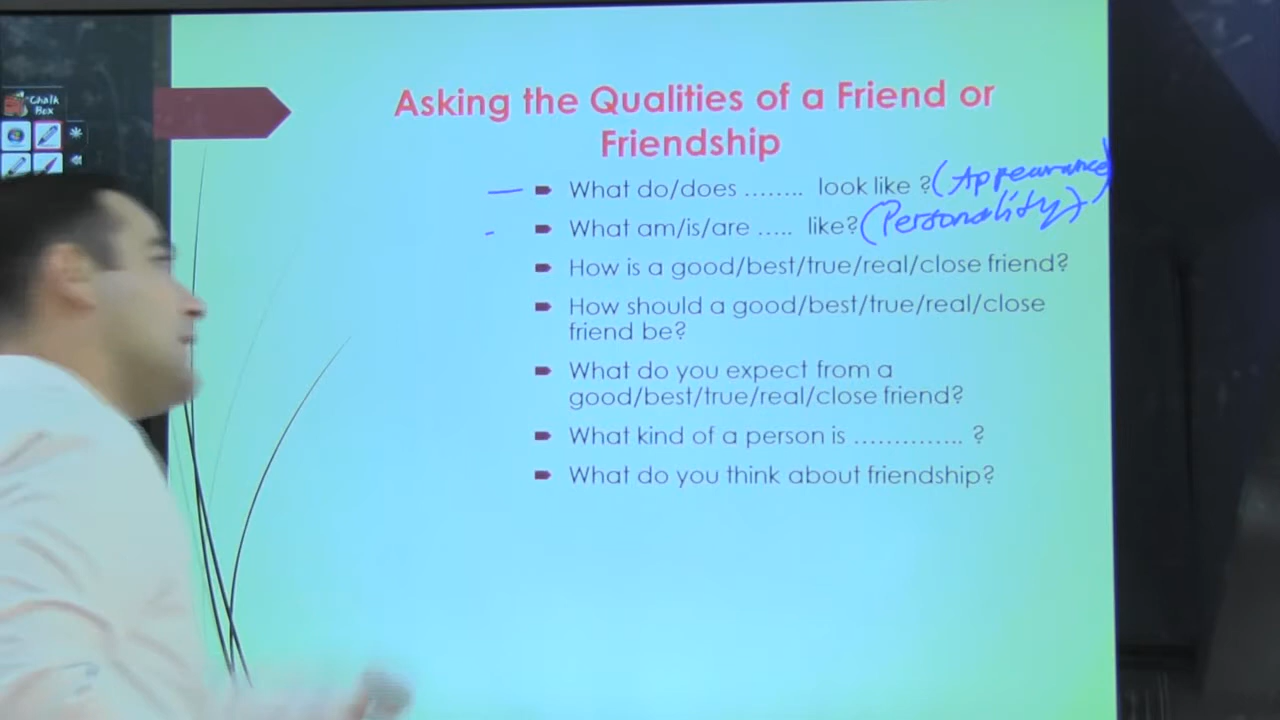 Chalk
Box
Asking the Qualities of a Friend or
Friendship
What do/does …….. look like ? (Appearance)
What am/is/are ….. like? (Personality)
How is a good/best/true/real/close friend?
How should a good/best/true/real/close
friend be?
What do you expect from a
good/best/true/real/close friend?
What kind of a person is ………….. ?
What do you think about friendship?